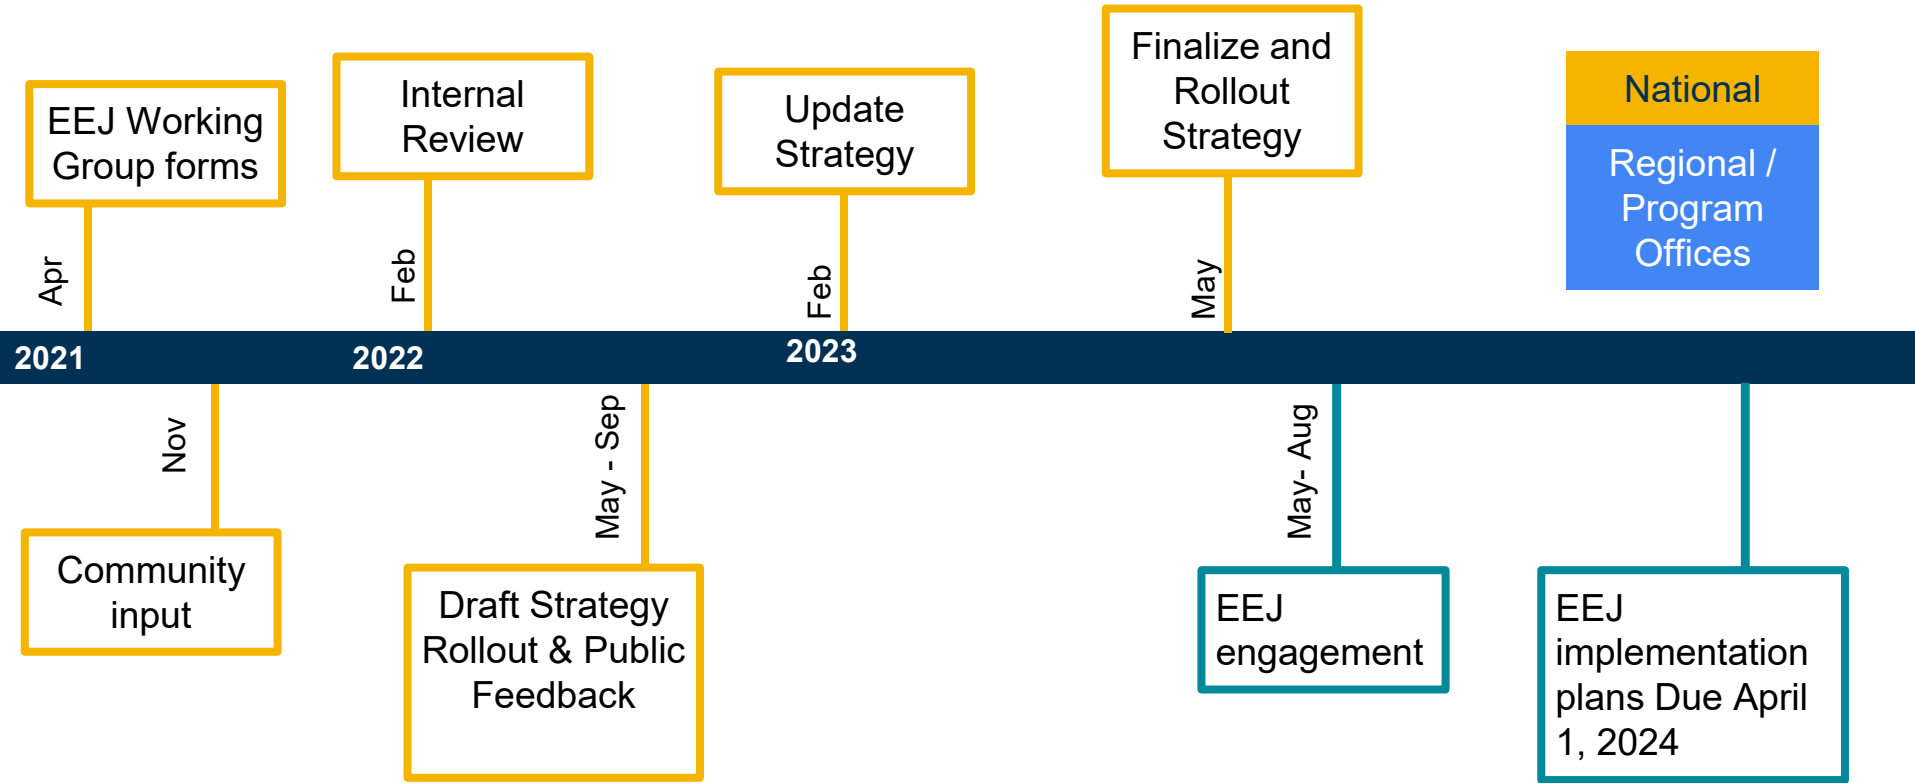 EEJ Working
Group forms
Apr
Internal
Review
Feb
Update
Strategy
Feb
Finalize and
Rollout
Strategy
May
National
Regional /
Program
Offices
2021
2022
2023
Nov
Community
input
May - Sep
Draft Strategy
Rollout & Public
Feedback
May- Aug
EEJ
engagement
EEJ
implementation
plans Due April
1, 2024